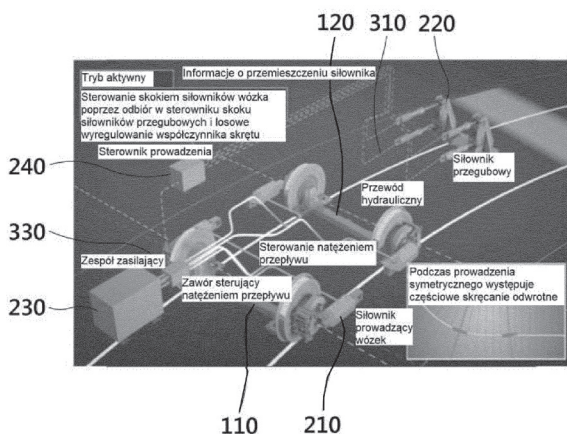 120 310 220
Tryb aktywny
Informacje o przemieszczeniu siłownika
Sterowanie skokiem siłowników wózka
poprzez odbiór w sterowniku skoku
siłowników przegubowych i losowe
wyregulowanie współczynnika skrętu
Sterownik prowadzenia
240
Siłownik
przegubowy
Przewód
hydrauliczny
330
Sterowanie natężeniem
przepływu
Zespół zasilający
Zawór sterujący
natężeniem przepływu
Podczas prowadzenia
symetrycznego występuje
częściowe skręcanie odwrotne
230
Siłownik
prowadzący
wózek
110 210